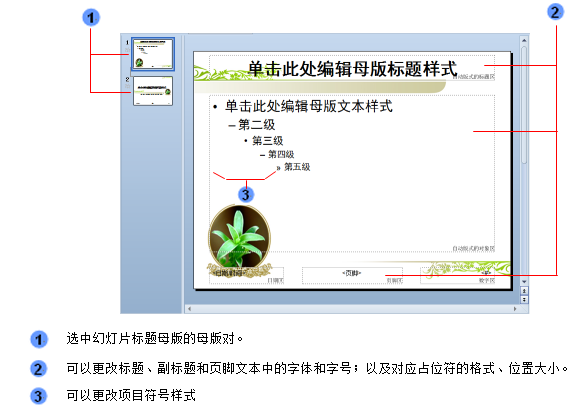 1
2
1
单击此处编辑母版标题样式
自动版式的标题区
2
• 单击此处编辑母版文本样式
– 第二级
• 第三级
– 第四级
» 第五级
3
自动版式的对象区
<日期/时间>
<页脚>
<#>
日期区
页脚区
数字区
1 选中幻灯片标题母版的母版对。
2 可以更改标题、副标题和页脚文本中的字体和字号；以及对应占位符的格式、位置大小。
3 可以更改项目符号样式